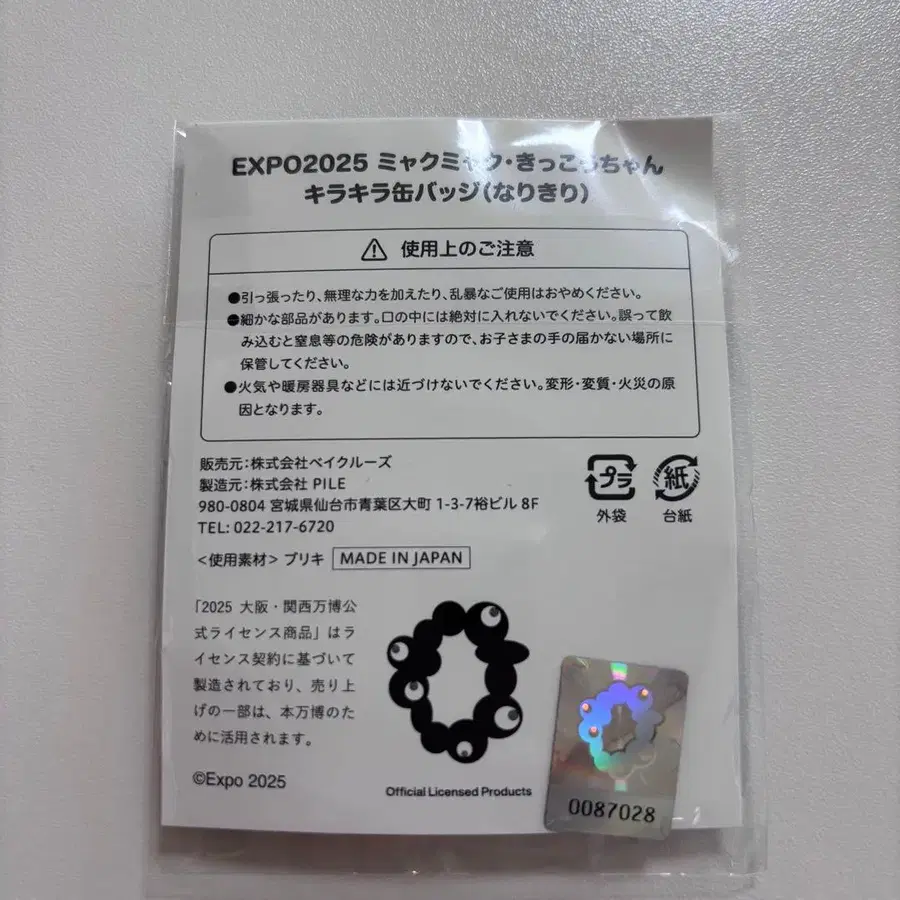 EXPO2025 ミャクミャク・きっこうちゃん
キラキラ缶バッジ(なりきり)
使用上のご注意
●引っ張ったり、無理な力を加えたり、乱暴なご使用はおやめください。
●細かな部品があります。口の中には絶対に入れないでください。誤って飲
み込むと窒息等の危険がありますので、お子さまの手の届かない場所に
保管してください。
●火気や暖房器具などには近づけないでください。変形・変質・火災の原
因となります。
販売元:株式会社ベイクルーズ
製造元:株式会社 PILE
980-0804 宮城県仙台市青葉区大町 1-3-7裕ビル 8F
TEL: 022-217-6720
プラ
外袋
紙
台紙
<使用素材> ブリキ MADE IN JAPAN
「2025 大阪・関西万博公
式ライセンス商品」はラ
イセンス契約に基づいて
製造されており、売り上
げの一部は、本万博のた
めに活用されます。
©Expo 2025
Official Licensed Products
0087028